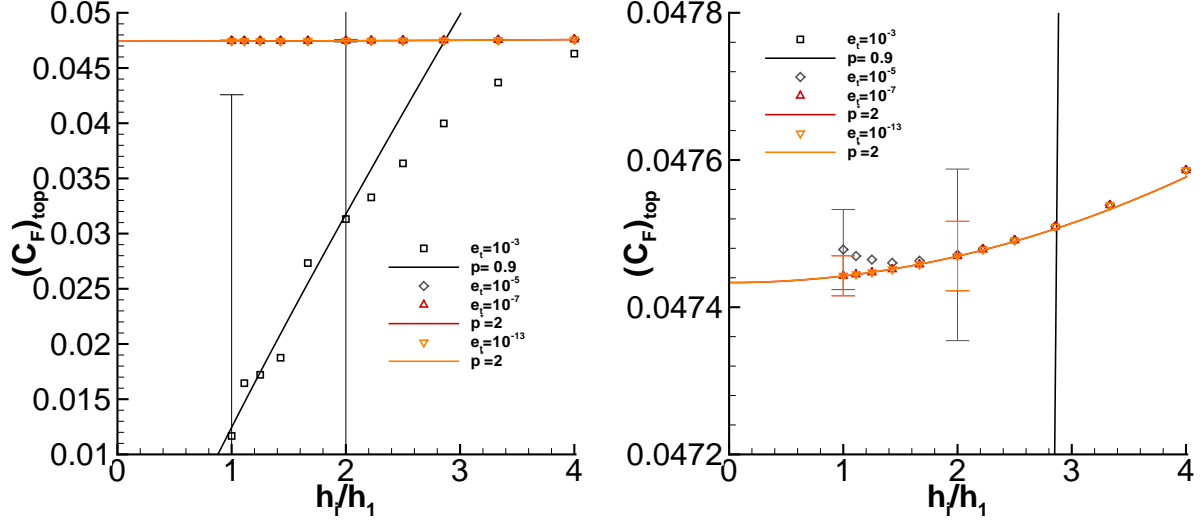 0.05
0.045
0.04
0.035
0.03
0.025
0.02
0.015
0.01
(C_F)_top
0 1 2 3 4
h_i/h_1
e_t=10^-3
p= 0.9
e_t=10^-5
e_t=10^-7
p =2
e_t=10^-13
p =2
0.0478
0.0476
0.0474
0.0472
(C_F)_top
0 1 2 3 4
h_i/h_1
e_t=10^-3
p= 0.9
e_t=10^-5
e_t=10^-7
p =2
e_t=10^-13
p =2